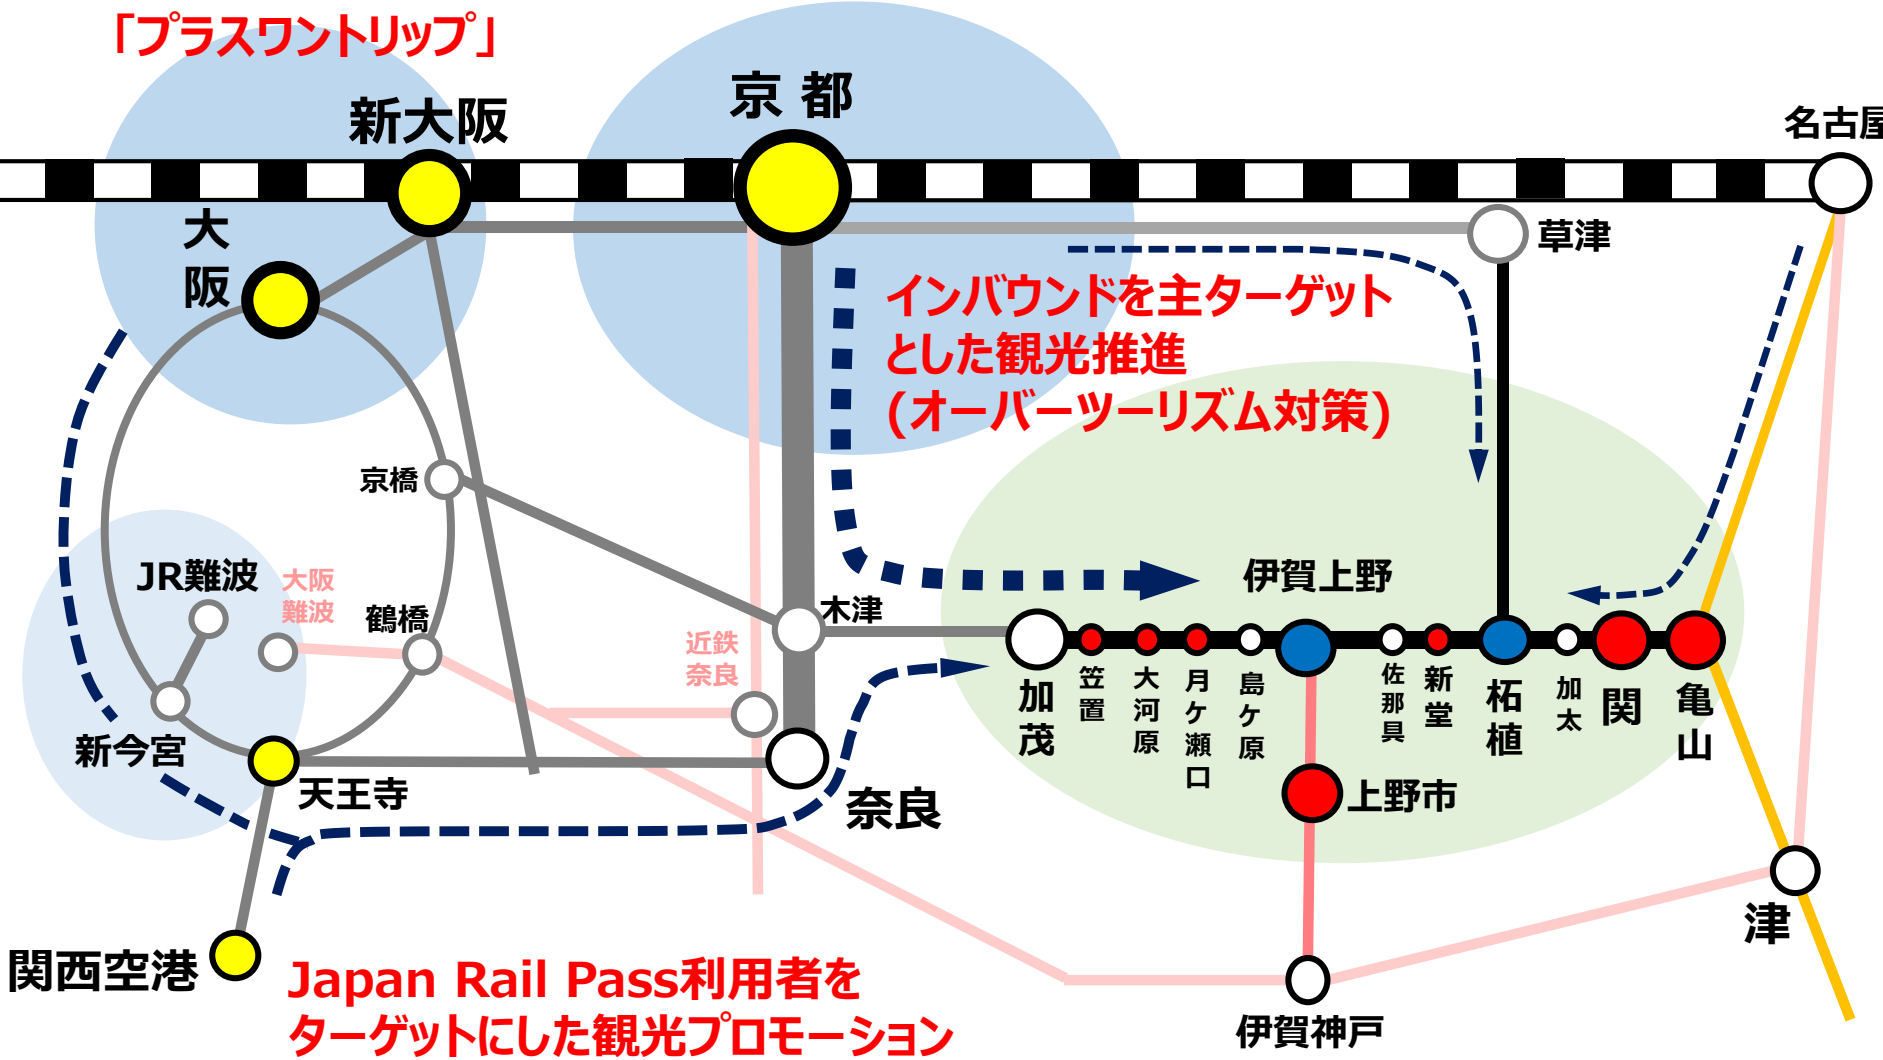 「プラスワントリップ」
新大阪
京都
名古屋
大阪
草津
インバウンドを主ターゲット
とした観光推進
(オーバーツーリズム対策)
京橋
JR難波
大阪
難波
鶴橋
木津
近鉄
奈良
伊賀上野
加茂
笠置
大河原
月ケ瀬口
島ケ原
佐那具
新堂
柘植
加太
関
亀山
新今宮
天王寺
奈良
上野市
津
関西空港
Japan Rail Pass利用者を
ターゲットにした観光プロモーション
伊賀神戸